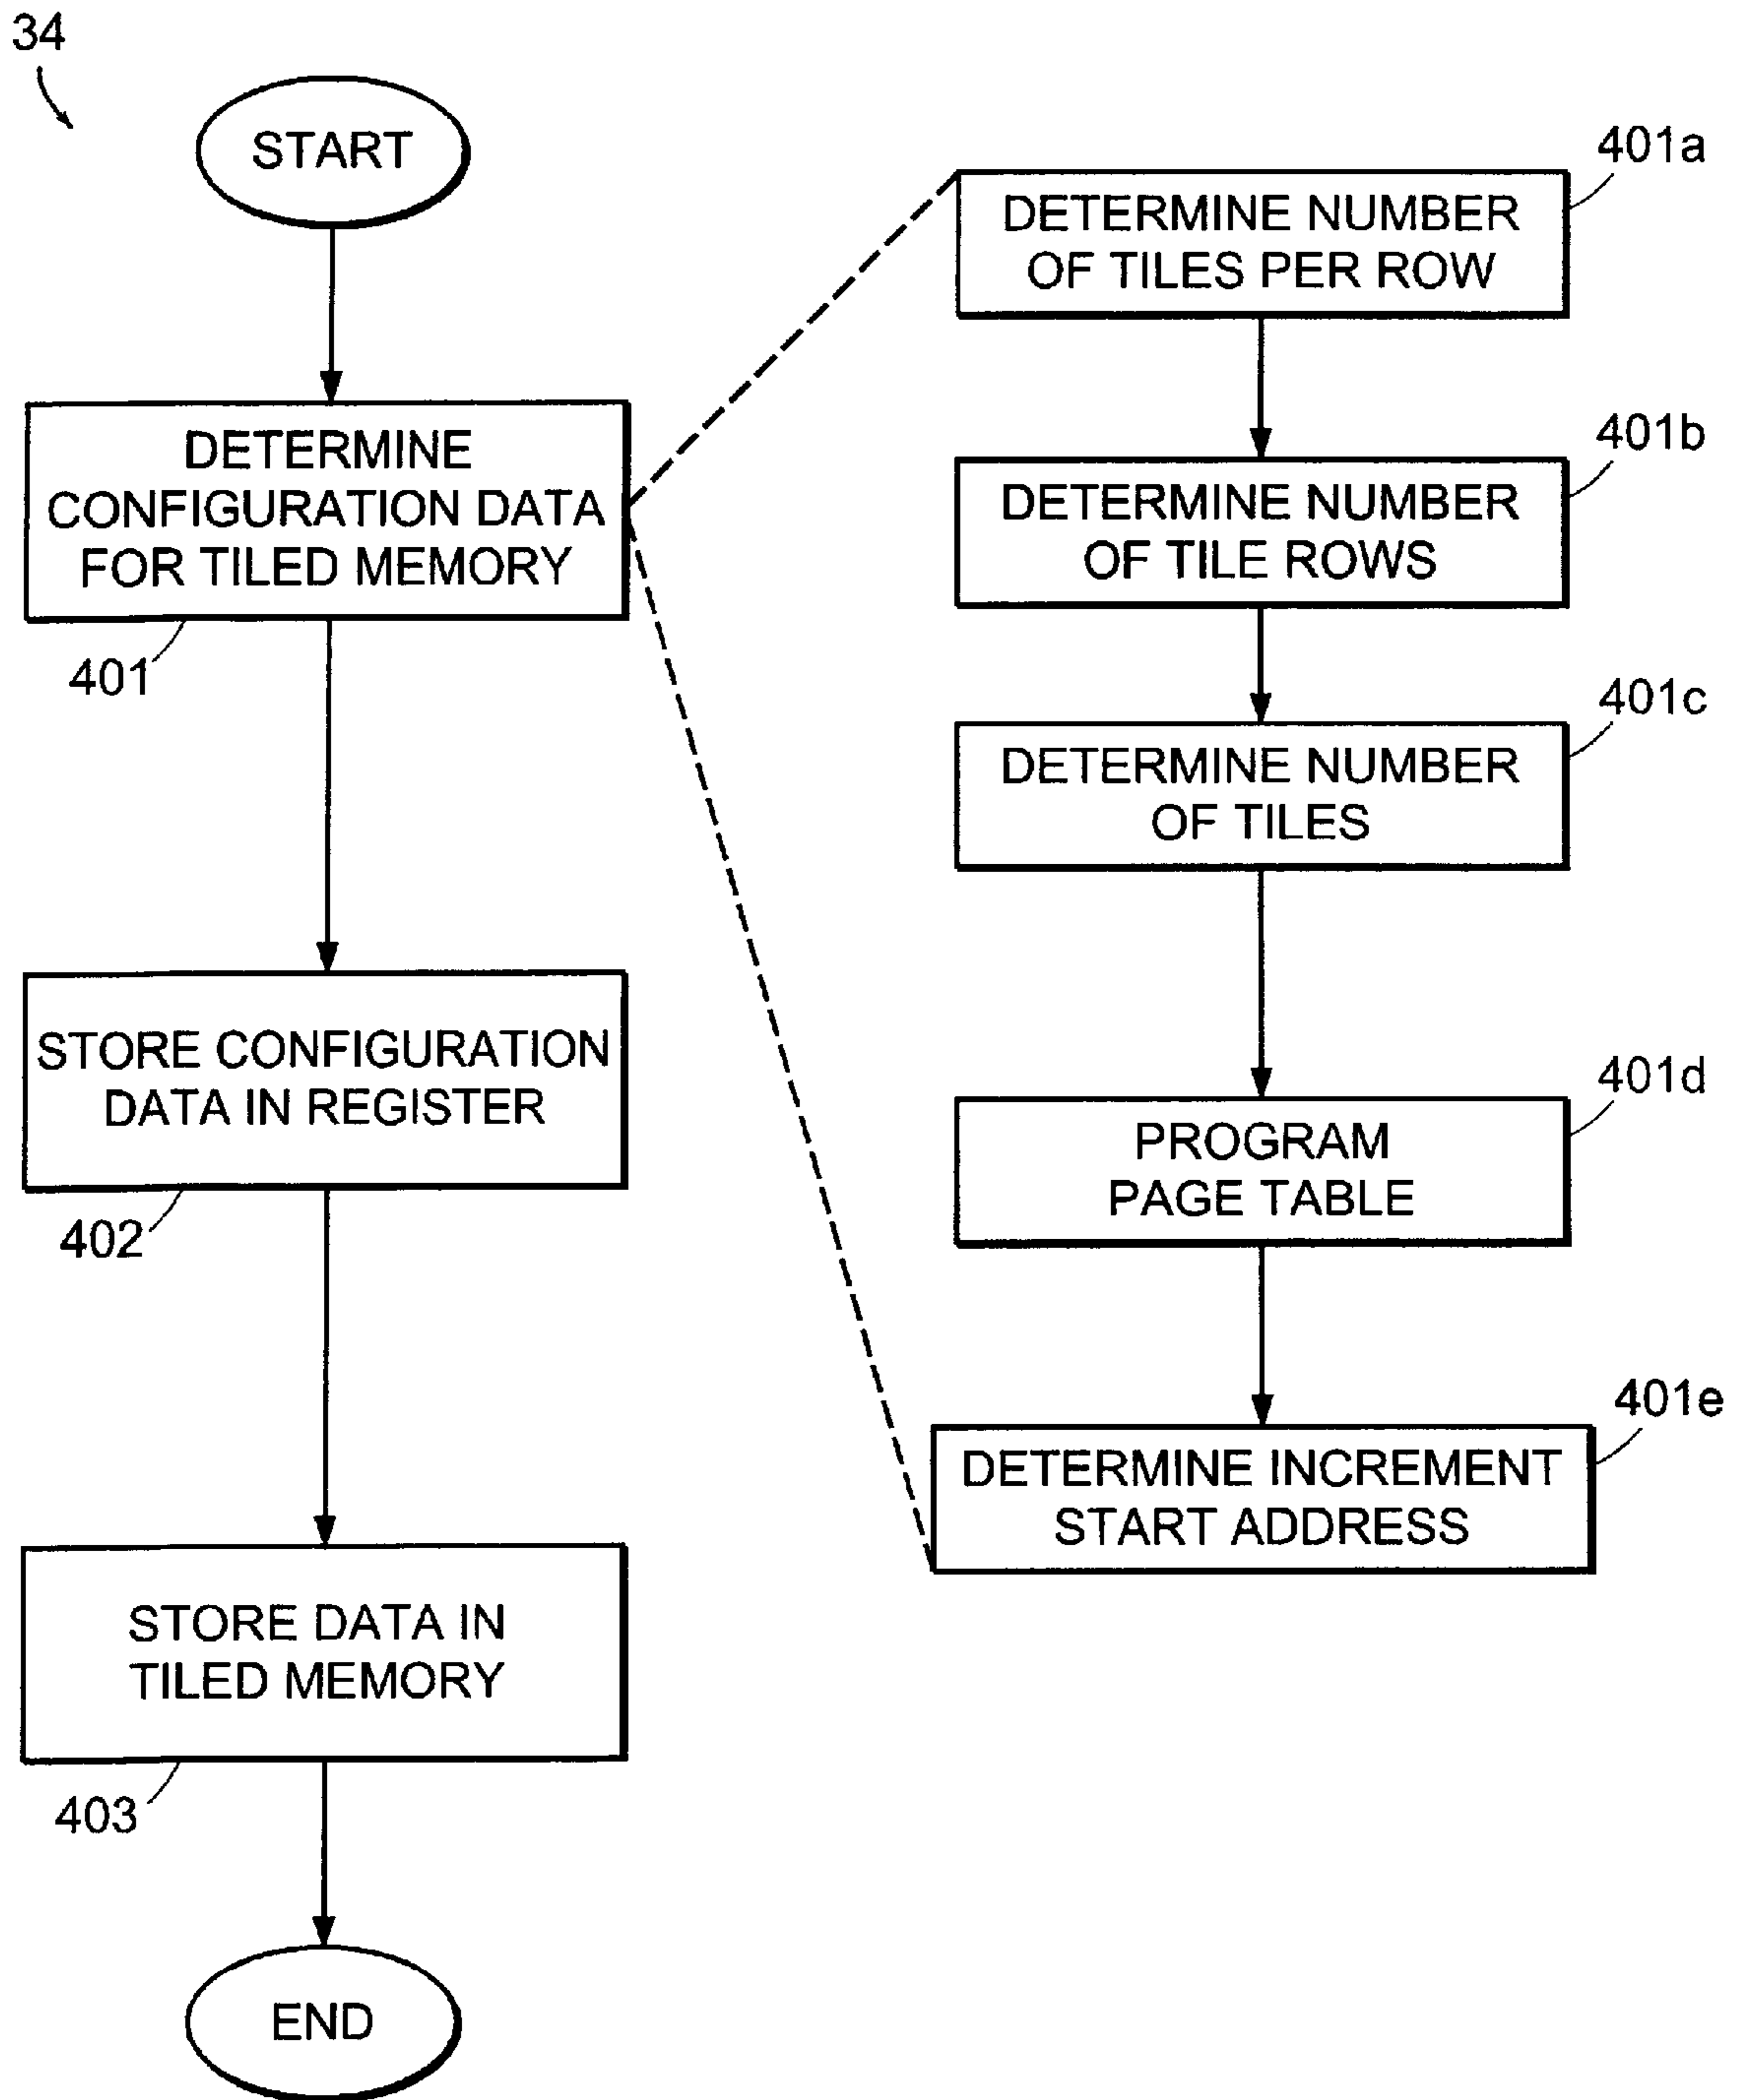 34
START
DETERMINE
CONFIGURATION DATA
FOR TILED MEMORY
401
STORE CONFIGURATION
DATA IN REGISTER
402
STORE DATA IN
TILED MEMORY
403
END
401a
DETERMINE NUMBER
OF TILES PER ROW
401b
DETERMINE NUMBER
OF TILE ROWS
401c
DETERMINE NUMBER
OF TILES
401d
PROGRAM
PAGE TABLE
401e
DETERMINE INCREMENT
START ADDRESS